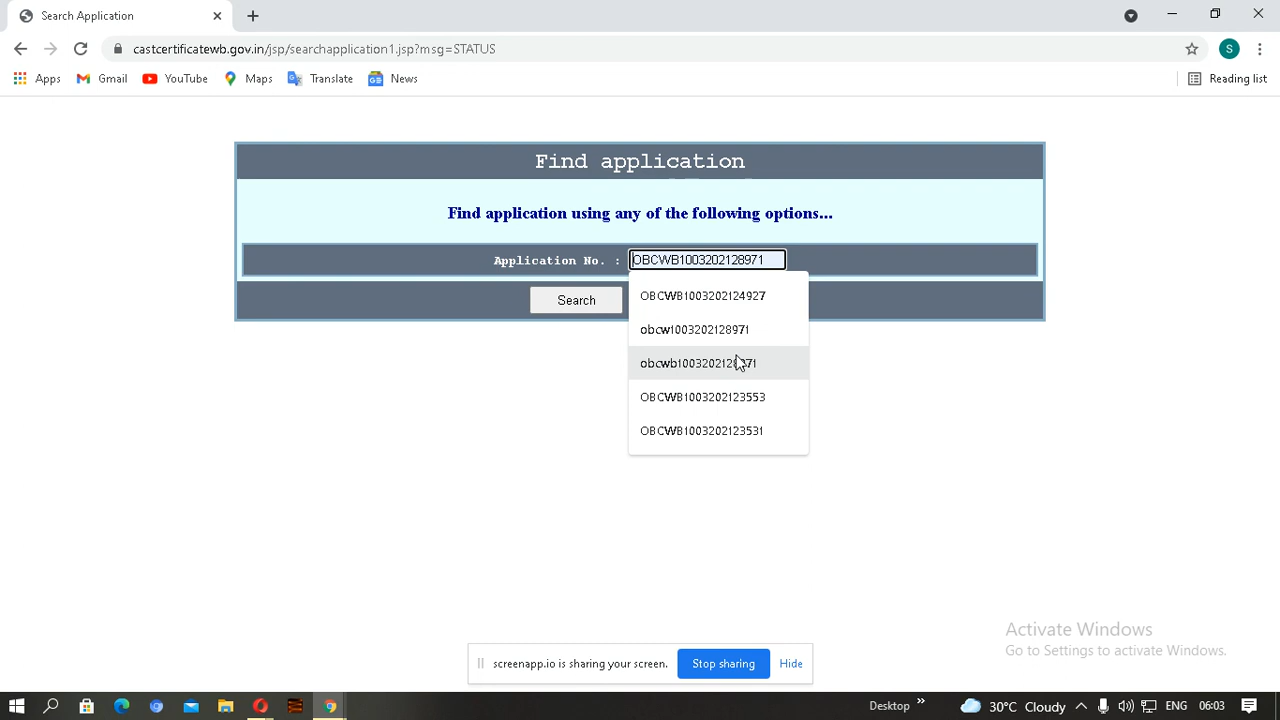 Search Application
castcertificatewb.gov.in/jsp/searchapplication1.jsp?msg=STATUS
S
Apps Gmail YouTube Maps Translate News Reading list
Find application
Find application using any of the following options...
Application No. : OBCWB1003202128971
Search
OBCWB1003202124927
obcw1003202128971
obcwb1003202128971
OBCWB1003202123553
OBCWB1003202123531
Activate Windows
Go to Settings to activate Windows.
screenapp.io is sharing your screen. Stop sharing Hide
Desktop 30°C Cloudy ENG 06:03